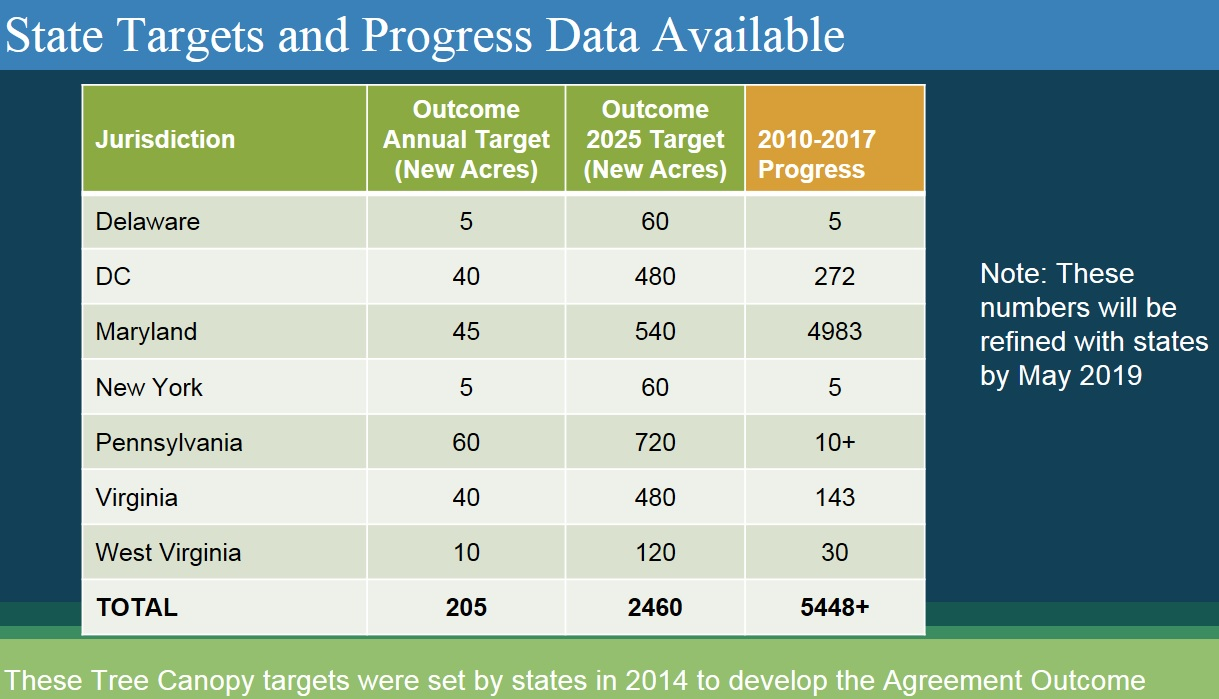 State Targets and Progress Data Available
Jurisdiction
Outcome
Annual Target
(New Acres)
Outcome
2025 Target
(New Acres)
2010-2017
Progress
Delaware 5 60 5
DC 40 480 272
Maryland 45 540 4983
New York 5 60 5
Pennsylvania 60 720 10+
Virginia 40 480 143
West Virginia 10 120 30
TOTAL 205 2460 5448+
Note: These
numbers will be
refined with states
by May 2019
These Tree Canopy targets were set by states in 2014 to develop the Agreement Outcome